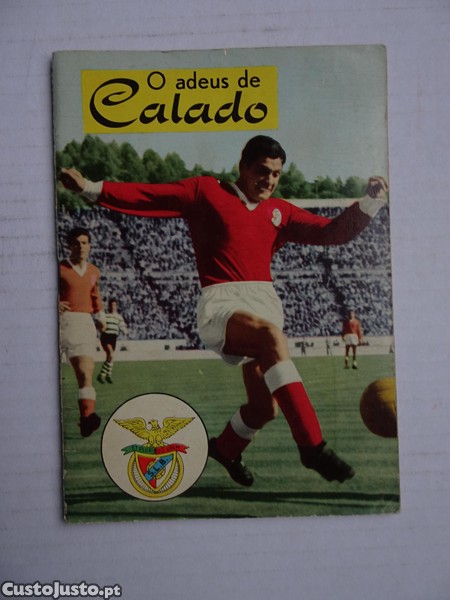 O adeus de
Calado
S.L.B.
CustoJusto.pt